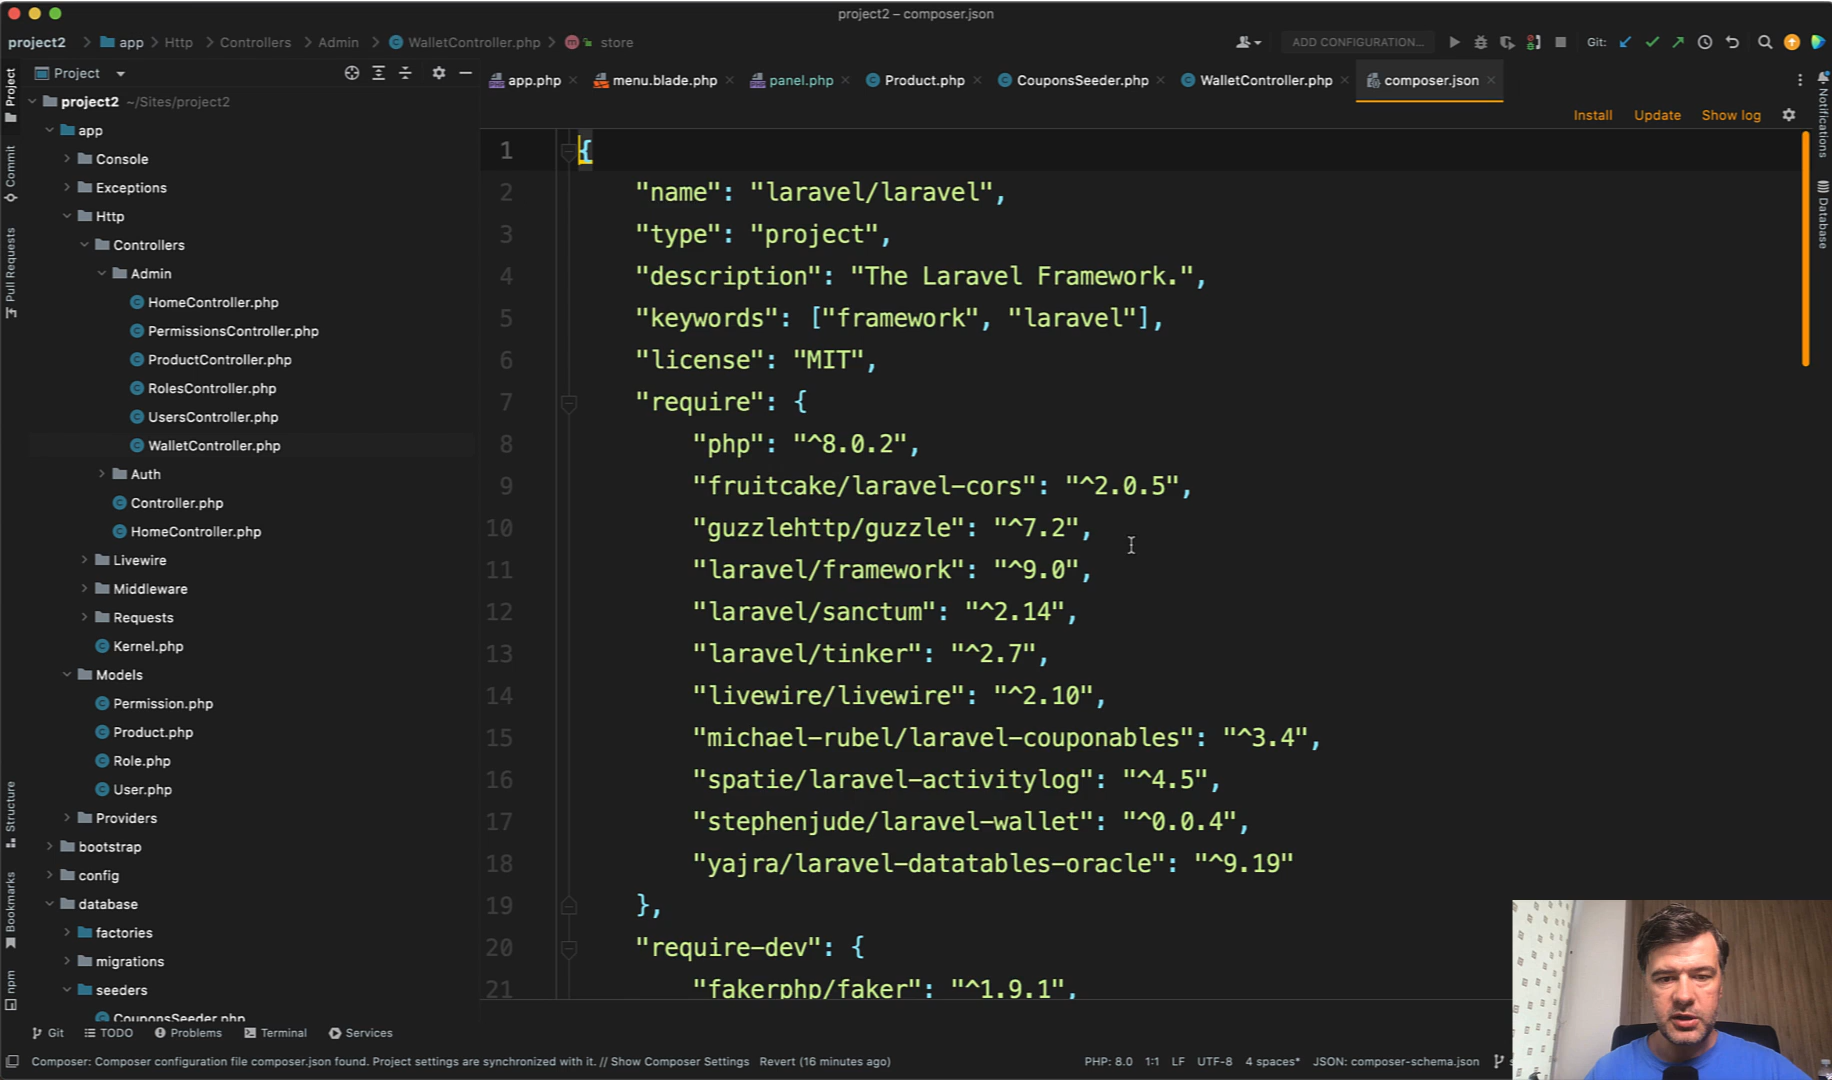 project2 – composer.json
project2 app Http Controllers Admin WalletController.php m store
ADD CONFIGURATION... Git:
Project
app.php menu.blade.php panel.php Product.php CouponsSeeder.php WalletController.php composer.json
Install Update Show log
Project
Commit
Pull Requests
Structure
Bookmarks
npm
Notifications
Database
project2 ~/Sites/project2
app
Console
Exceptions
Http
Controllers
Admin
HomeController.php
PermissionsController.php
ProductController.php
RolesController.php
UsersController.php
WalletController.php
Auth
Controller.php
HomeController.php
Livewire
Middleware
Requests
Kernel.php
Models
Permission.php
Product.php
Role.php
User.php
Providers
bootstrap
config
database
factories
migrations
seeders
CouponsSeeder.php
1 {
2 "name": "laravel/laravel",
3 "type": "project",
4 "description": "The Laravel Framework.",
5 "keywords": ["framework", "laravel"],
6 "license": "MIT",
7 "require": {
8 "php": "^8.0.2",
9 "fruitcake/laravel-cors": "^2.0.5",
10 "guzzlehttp/guzzle": "^7.2",
11 "laravel/framework": "^9.0",
12 "laravel/sanctum": "^2.14",
13 "laravel/tinker": "^2.7",
14 "livewire/livewire": "^2.10",
15 "michael-rubel/laravel-couponables": "^3.4",
16 "spatie/laravel-activitylog": "^4.5",
17 "stephenjude/laravel-wallet": "^0.0.4",
18 "yajra/laravel-datatables-oracle": "^9.19"
19 },
20 "require-dev": {
21 "fakerphp/faker": "^1.9.1",
Git TODO Problems Terminal Services
Composer: Composer configuration file composer.json found. Project settings are synchronized with it. // Show Composer Settings Revert (16 minutes ago)
PHP: 8.0 1:1 LF UTF-8 4 spaces* JSON: composer-schema.json